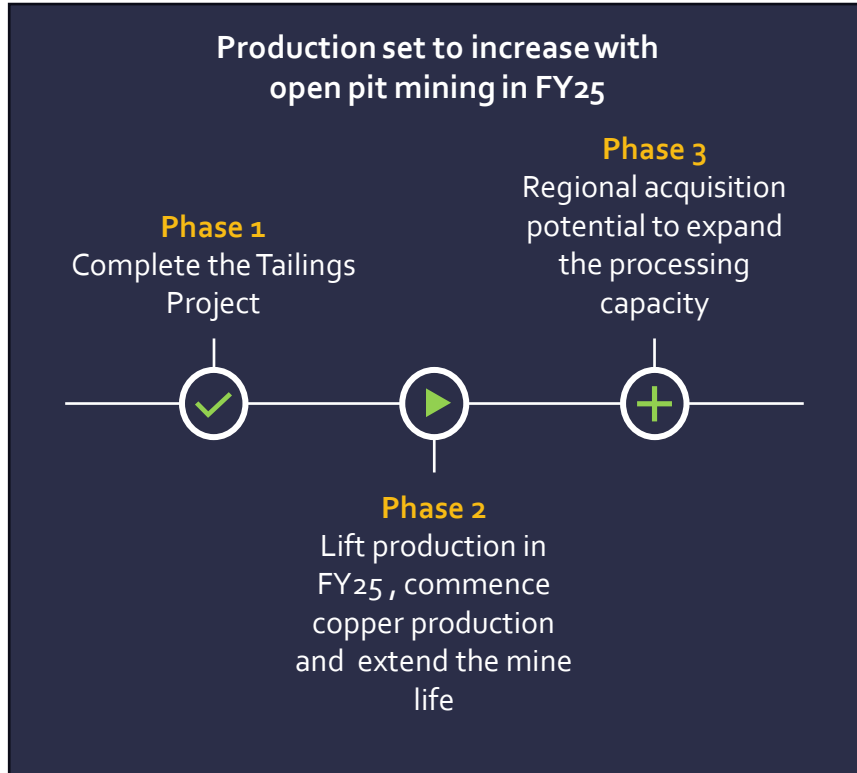 Production set to increase with
open pit mining in FY25
Phase 1
Complete the Tailings
Project
Phase 2
Lift production in
FY25 , commence
copper production
and  extend the mine
life
Phase 3
Regional acquisition
potential to expand
the processing
capacity